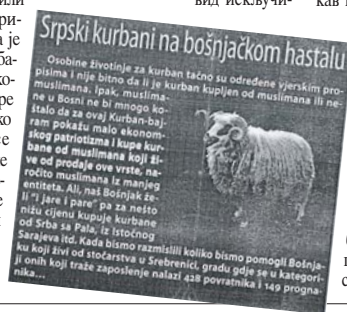 вид искључи-
Srpski kurbani na bošnjačkom hastalu
Osobine životinje za kurban tačno su određene vjerskim pro-
pisima i nije bitno da li je kurban kupljen od muslimana ili ne-
muslimana. Ipak, muslima-
ne u Bosni ne bi mnogo ko-
štalo da za ovaj Kurban-baj-
ram pokažu malo ekonom-
skog patriotizma i kupe kur-
bane od muslimana koji ži-
ve od prodaje ove vrste, na-
ročito muslimana iz manjeg
entiteta. Ali, naš Bošnjak že-
li "i jare i pare" pa za nešto
nižu cijenu kupuje kurbane
od Srba sa Pala, iz Istočnog
Sarajeva itd. Kada bismo razmislili koliko bismo pomogli Bošnja-
ku koji živi od stočarstva u Srebrenici, gradu gdje se u kategori-
ji onih koji traže zaposlenje nalazi 428 povratnika i 149 progna-
nika...